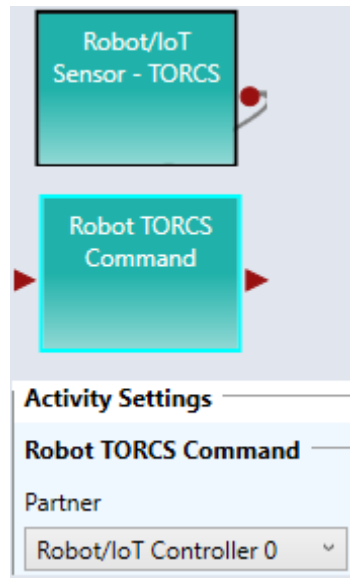 Robot/IoT
Sensor - TORCS
Robot TORCS
Command
Activity Settings
Robot TORCS Command
Partner
Robot/IoT Controller 0